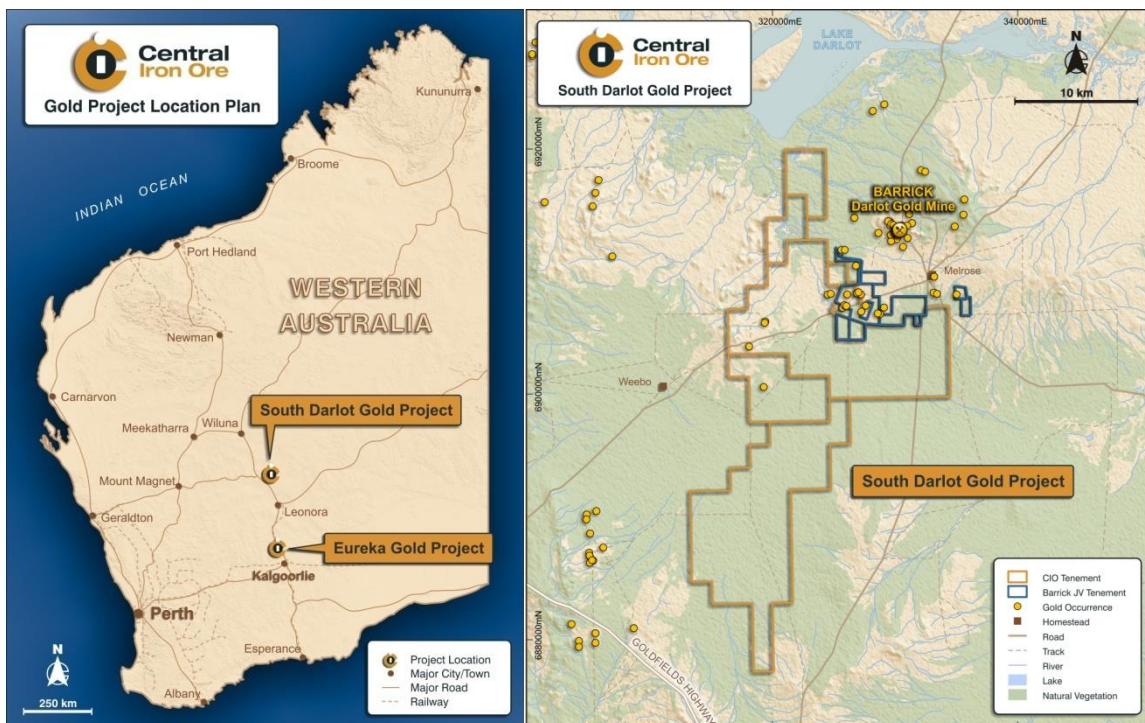 Central
Iron Ore
Gold Project Location Plan
Kununurra
Broome
INDIAN OCEAN
Port Hedland
WESTERN
AUSTRALIA
Newman
Carnarvon
South Darlot Gold Project
Meekatharra
Wiluna
Mount Magnet
Leonora
Geraldton
Eureka Gold Project
Kalgoorlie
Perth
Esperance
Albany
N
250 km
Project Location
Major City/Town
Major Road
Railway
320000mE
340000mE
Central
Iron Ore
South Darlot Gold Project
LAKE
DARLOT
N
10 km
6920000mN
BARRICK
Darlot Gold Mine
Melrose
Weebo
6900000mN
South Darlot Gold Project
6880000mN
GOLDFIELDS HIGHWAY
CIO Tenement
Barrick JV Tenement
Gold Occurrence
Homestead
Road
Track
River
Lake
Natural Vegetation